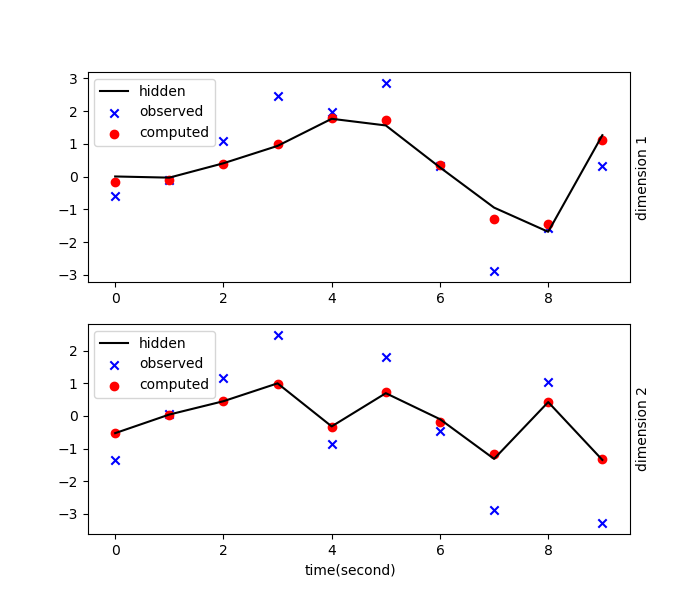 3
2
1
0
−1
−2
−3
hidden
observed
computed
dimension 1
0
2
4
6
8
2
1
0
−1
−2
−3
hidden
observed
computed
dimension 2
0
2
4
6
8
time(second)